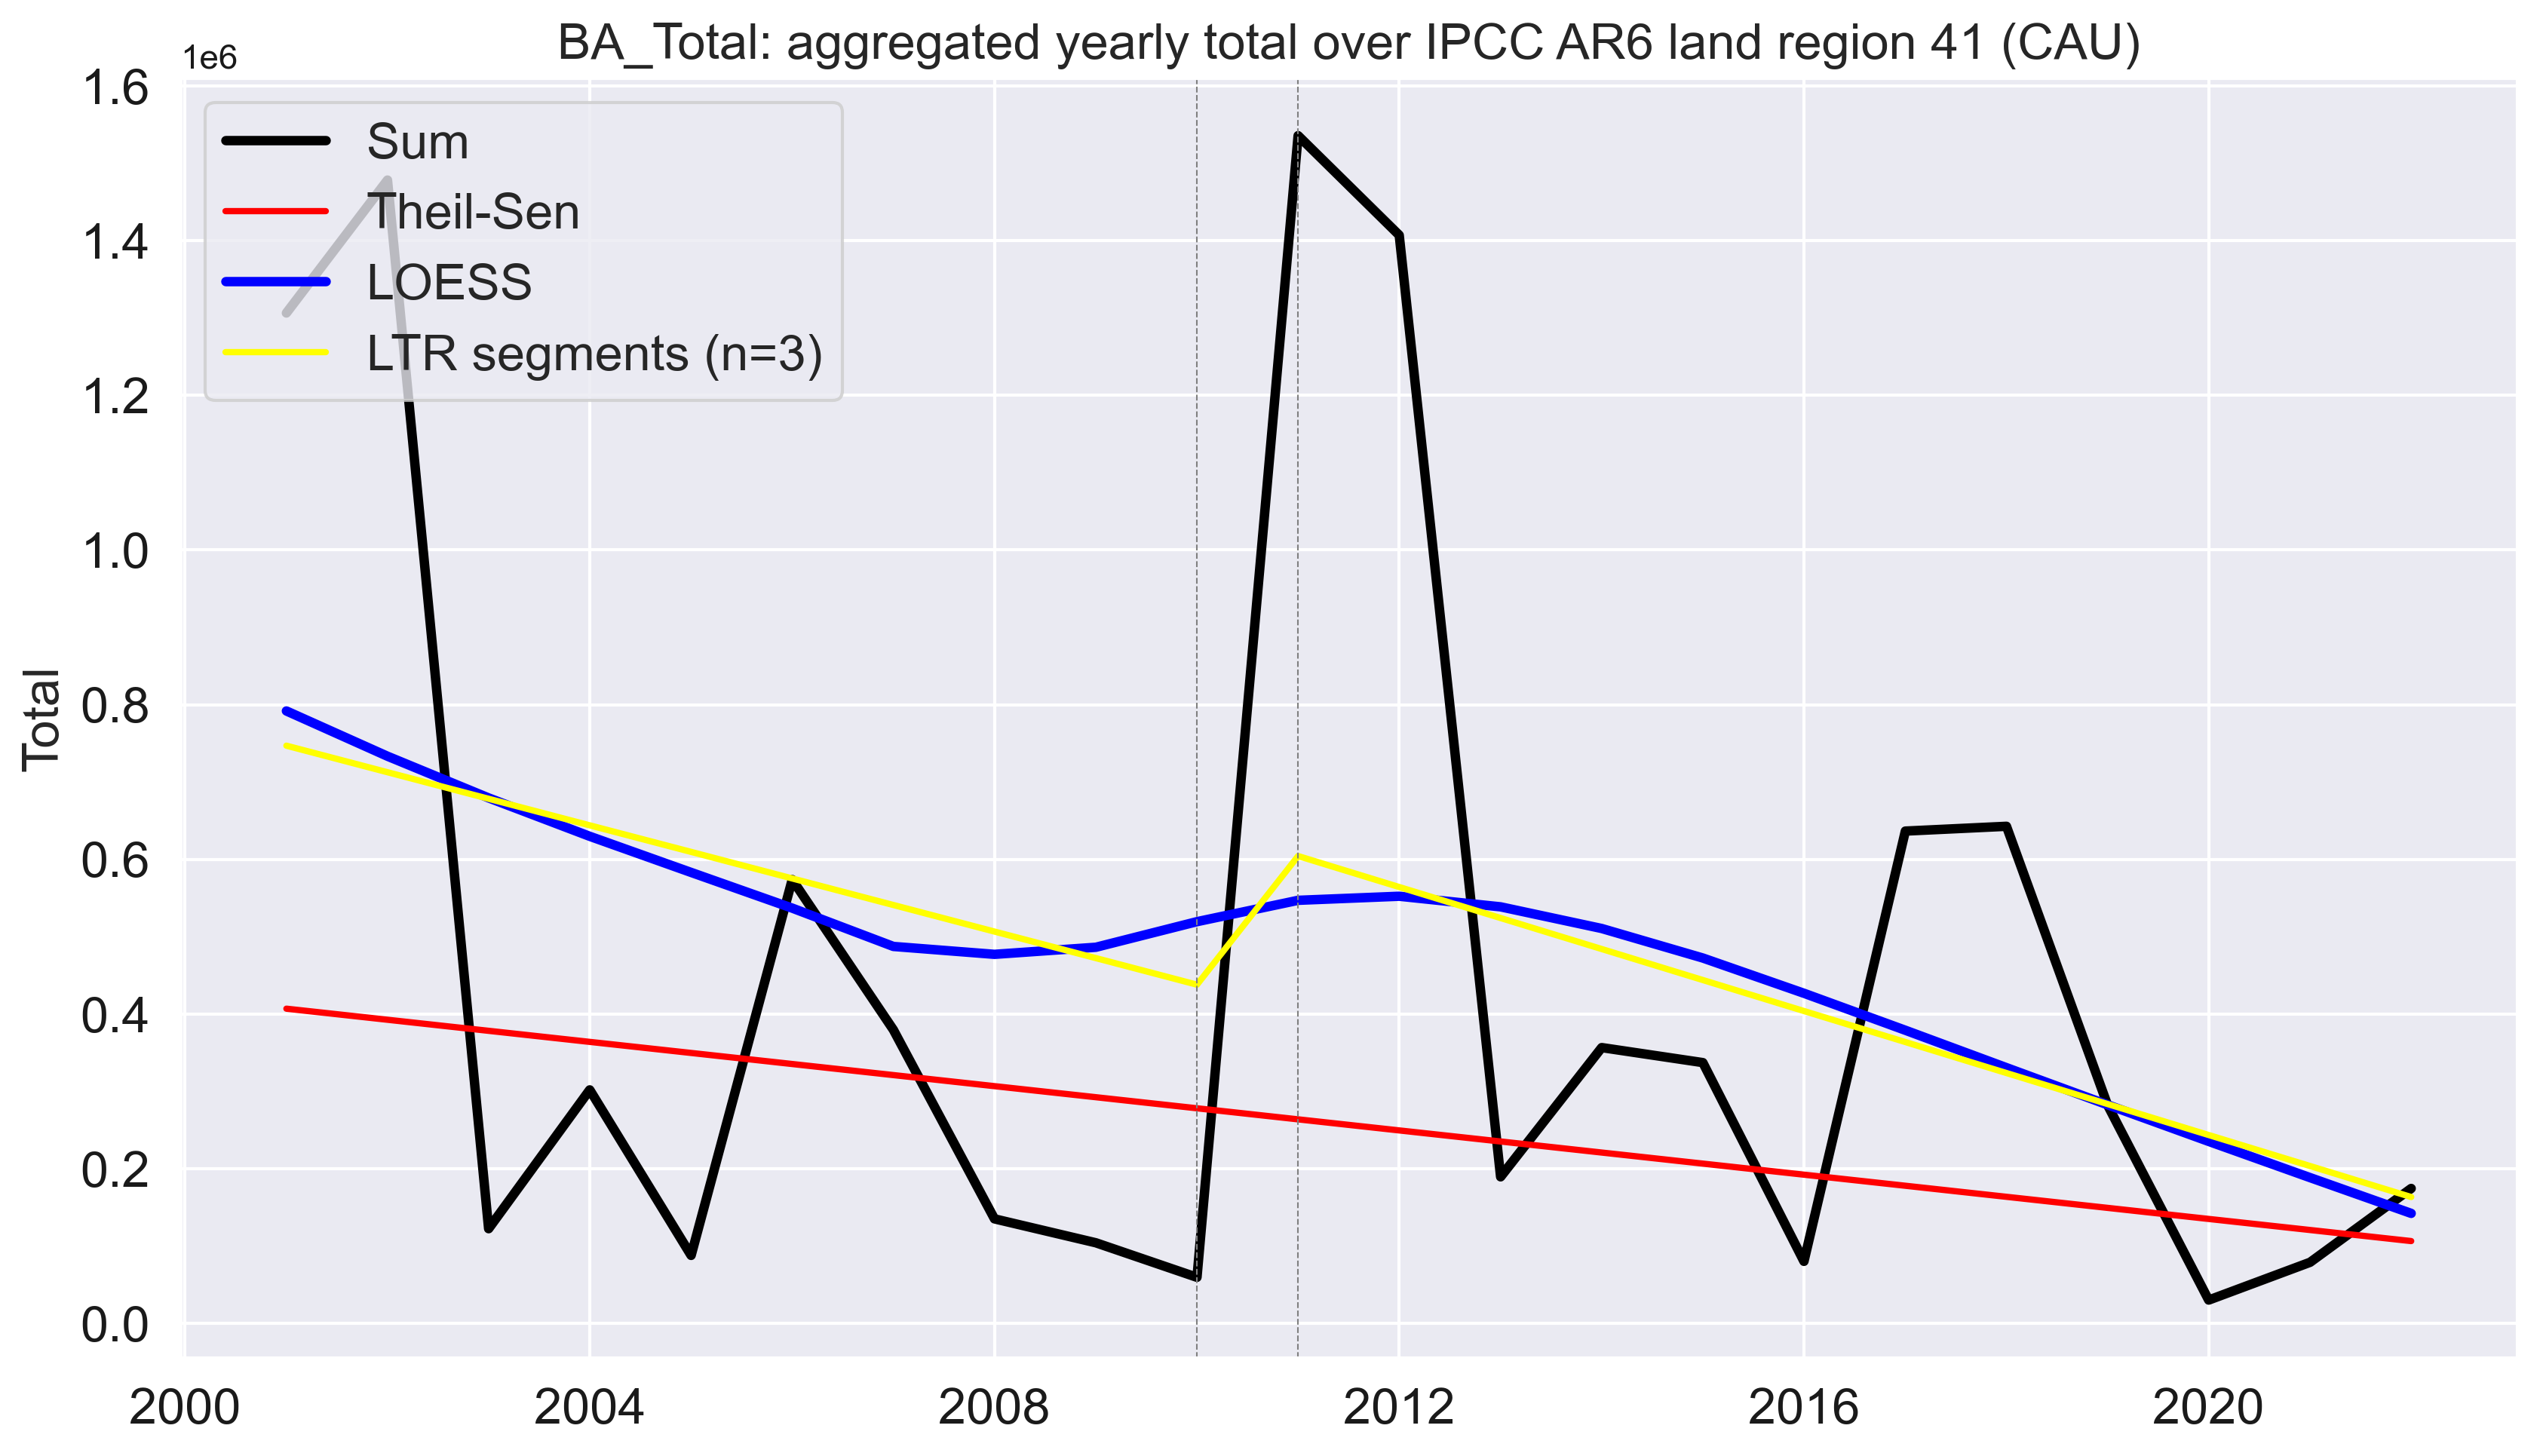 BA_Total: aggregated yearly total over IPCC AR6 land region 41 (CAU)
1e6
1.6
1.4
1.2
1.0
0.8
0.6
0.4
0.2
0.0
Total
Sum
Theil-Sen
LOESS
LTR segments (n=3)
2000 2004 2008 2012 2016 2020